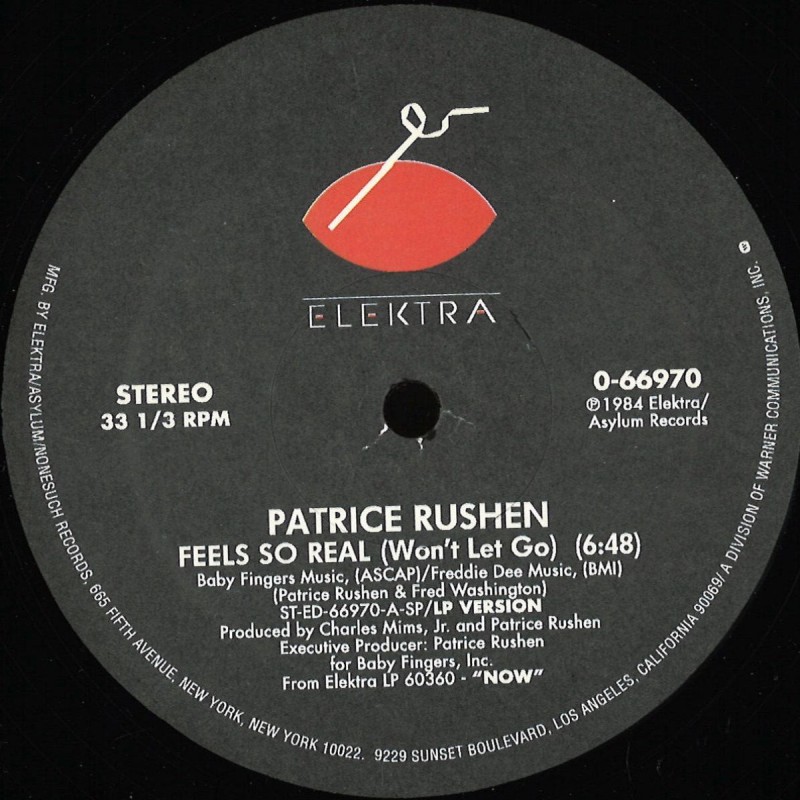 ELEKTRA
STEREO
33 1/3 RPM
0-66970
℗1984 Elektra/
Asylum Records
PATRICE RUSHEN
FEELS SO REAL (Won't Let Go) (6:48)
Baby Fingers Music, (ASCAP)/Freddie Dee Music, (BMI)
(Patrice Rushen & Fred Washington)
ST-ED-66970-A-SP/LP VERSION
Produced by Charles Mims, Jr. and Patrice Rushen
Executive Producer: Patrice Rushen
for Baby Fingers, Inc.
From Elektra LP 60360 - "NOW"
MFG. BY ELEKTRA/ASYLUM/NONESUCH RECORDS, 665 FIFTH AVENUE, NEW YORK, NEW YORK 10022. 9229 SUNSET BOULEVARD, LOS ANGELES, CALIFORNIA 90069/A DIVISION OF WARNER COMMUNICATIONS, INC.